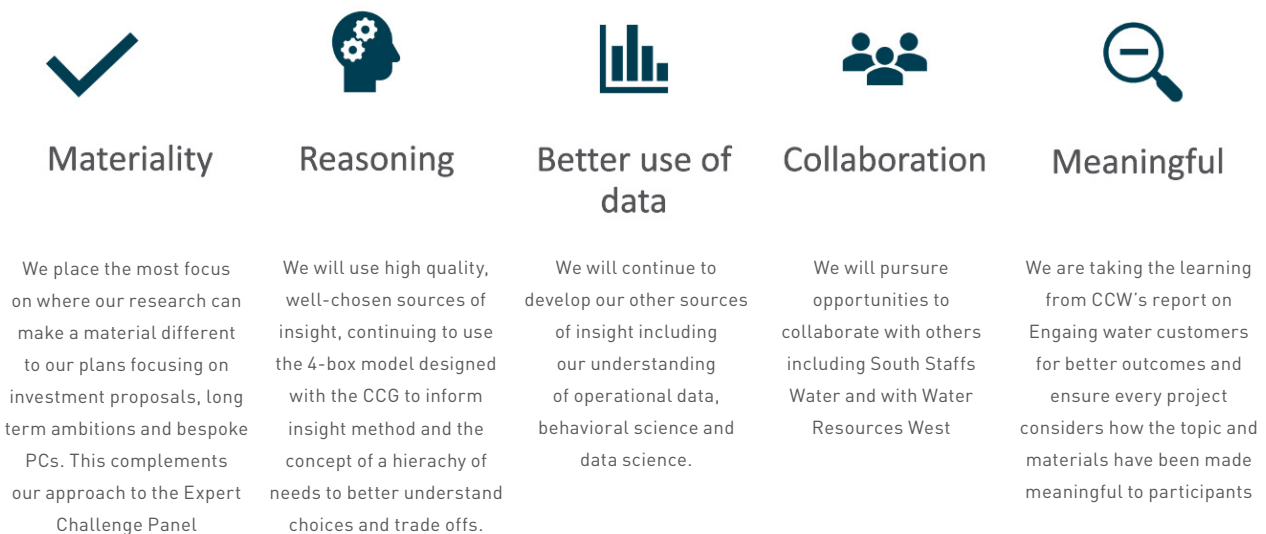 Materiality
We place the most focus
on where our research can
make a material different
to our plans focusing on
investment proposals, long
term ambitions and bespoke
PCs. This complements
our approach to the Expert
Challenge Panel
Reasoning
We will use high quality,
well-chosen sources of
insight, continuing to use
the 4-box model designed
with the CCG to inform
insight method and the
concept of a hierachy of
needs to better understand
choices and trade offs.
Better use of
data
We will continue to
develop our other sources
of insight including
our understanding
of operational data,
behavioral science and
data science.
Collaboration
We will pursure
opportunities to
collaborate with others
including South Staffs
Water and with Water
Resources West
Meaningful
We are taking the learning
from CCW's report on
Engaing water customers
for better outcomes and
ensure every project
considers how the topic and
materials have been made
meaningful to participants